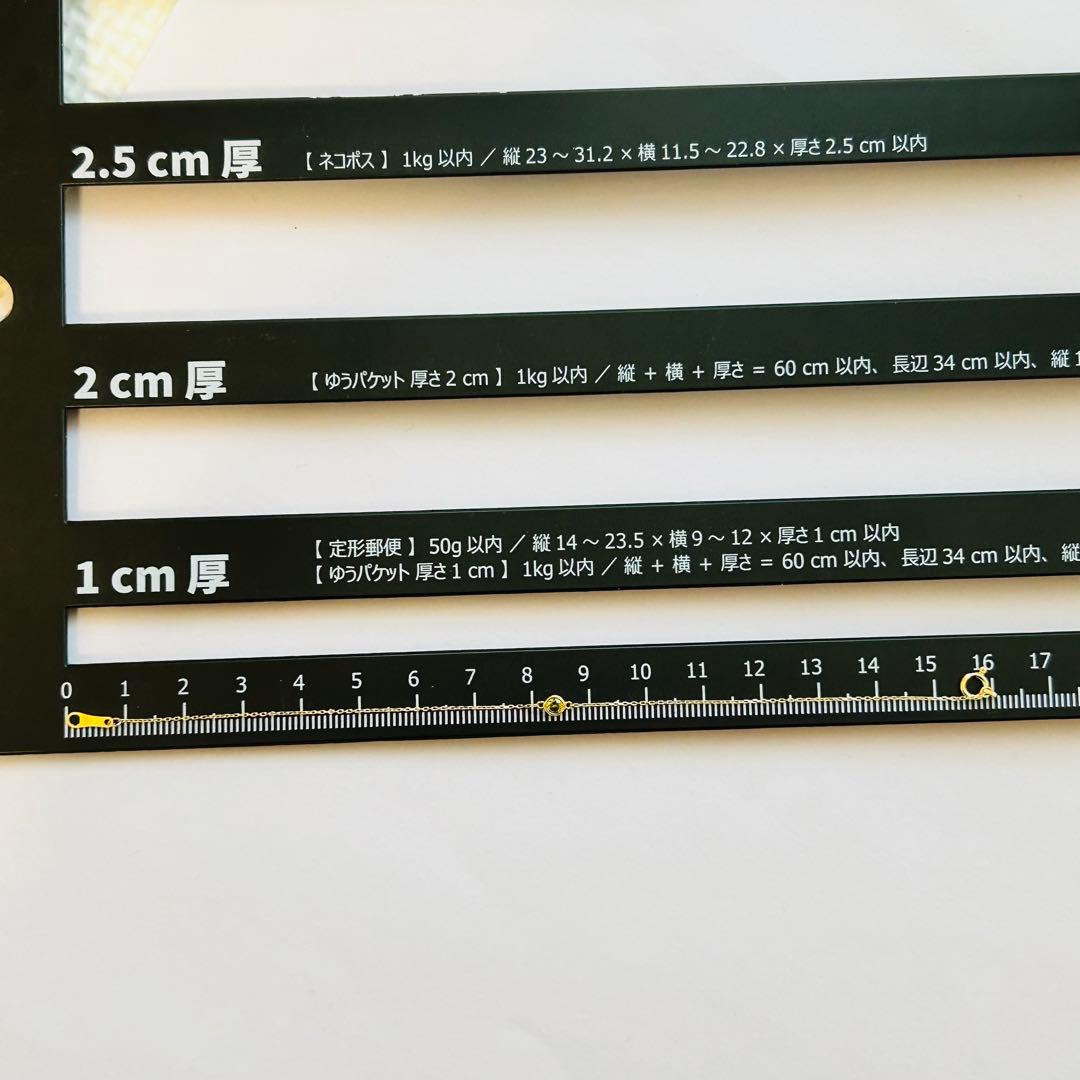 2.5 cm 厚 【 ネコポス 】 1kg 以内 ／ 縦 23 ～ 31.2 × 横 11.5 ～ 22.8 × 厚さ 2.5 cm 以内
2 cm 厚 【 ゆうパケット 厚さ 2 cm 】 1kg 以内 ／ 縦 ＋ 横 ＋ 厚さ ＝ 60 cm 以内、長辺 34 cm 以内、縦 1
【 定形郵便 】 50g 以内 ／ 縦 14 ～ 23.5 × 横 9 ～ 12 × 厚さ 1 cm 以内
1 cm 厚 【 ゆうパケット 厚さ 1 cm 】 1kg 以内 ／ 縦 ＋ 横 ＋ 厚さ ＝ 60 cm 以内、長辺 34 cm 以内、縦
0 1 2 3 4 5 6 7 8 9 10 11 12 13 14 15 16 17